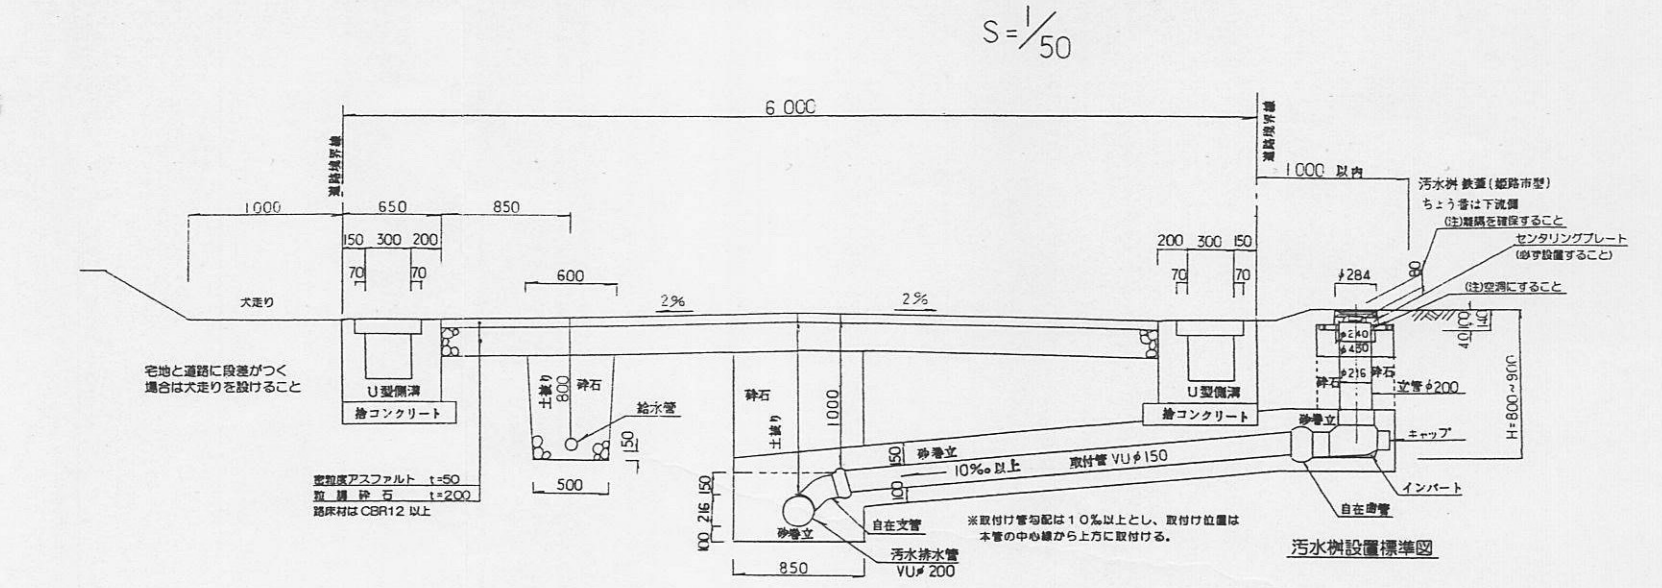 S=1/50
6 000
道路境界線
道路境界線
1000 以内
汚水桝 鉄蓋(姫路市型)
ちょう番は下流側
(注)離隔を確保すること
センタリングプレート
(必ず設置すること)
(注)空洞にすること
1000
650
850
150 300 200
200 300 150
70
70
70
70
600
φ284
80
犬走り
2%
2%
φ240
40
100
140
φ450
φ216
砕石
砕石
立管φ200
H=800~900
宅地と道路に段差がつく
場合は犬走りを設けること
U型側溝
捨コンクリート
土被り
800
砕石
給水管
150
500
砕石
土被り
1000
U型側溝
捨コンクリート
砂巻立
キャップ
インバート
自在曲管
密粒度アスファルト t=50
粒調砕石 t=200
路床材はCBR12 以上
150
砂巻立
10‰以上
取付管 VUφ150
100
150
216
100
砂巻立
自在支管
汚水排水管
VUφ200
850
※取付け管勾配は10‰以上とし、取付け位置は
本管の中心線から上方に取付ける。
汚水桝設置標準図